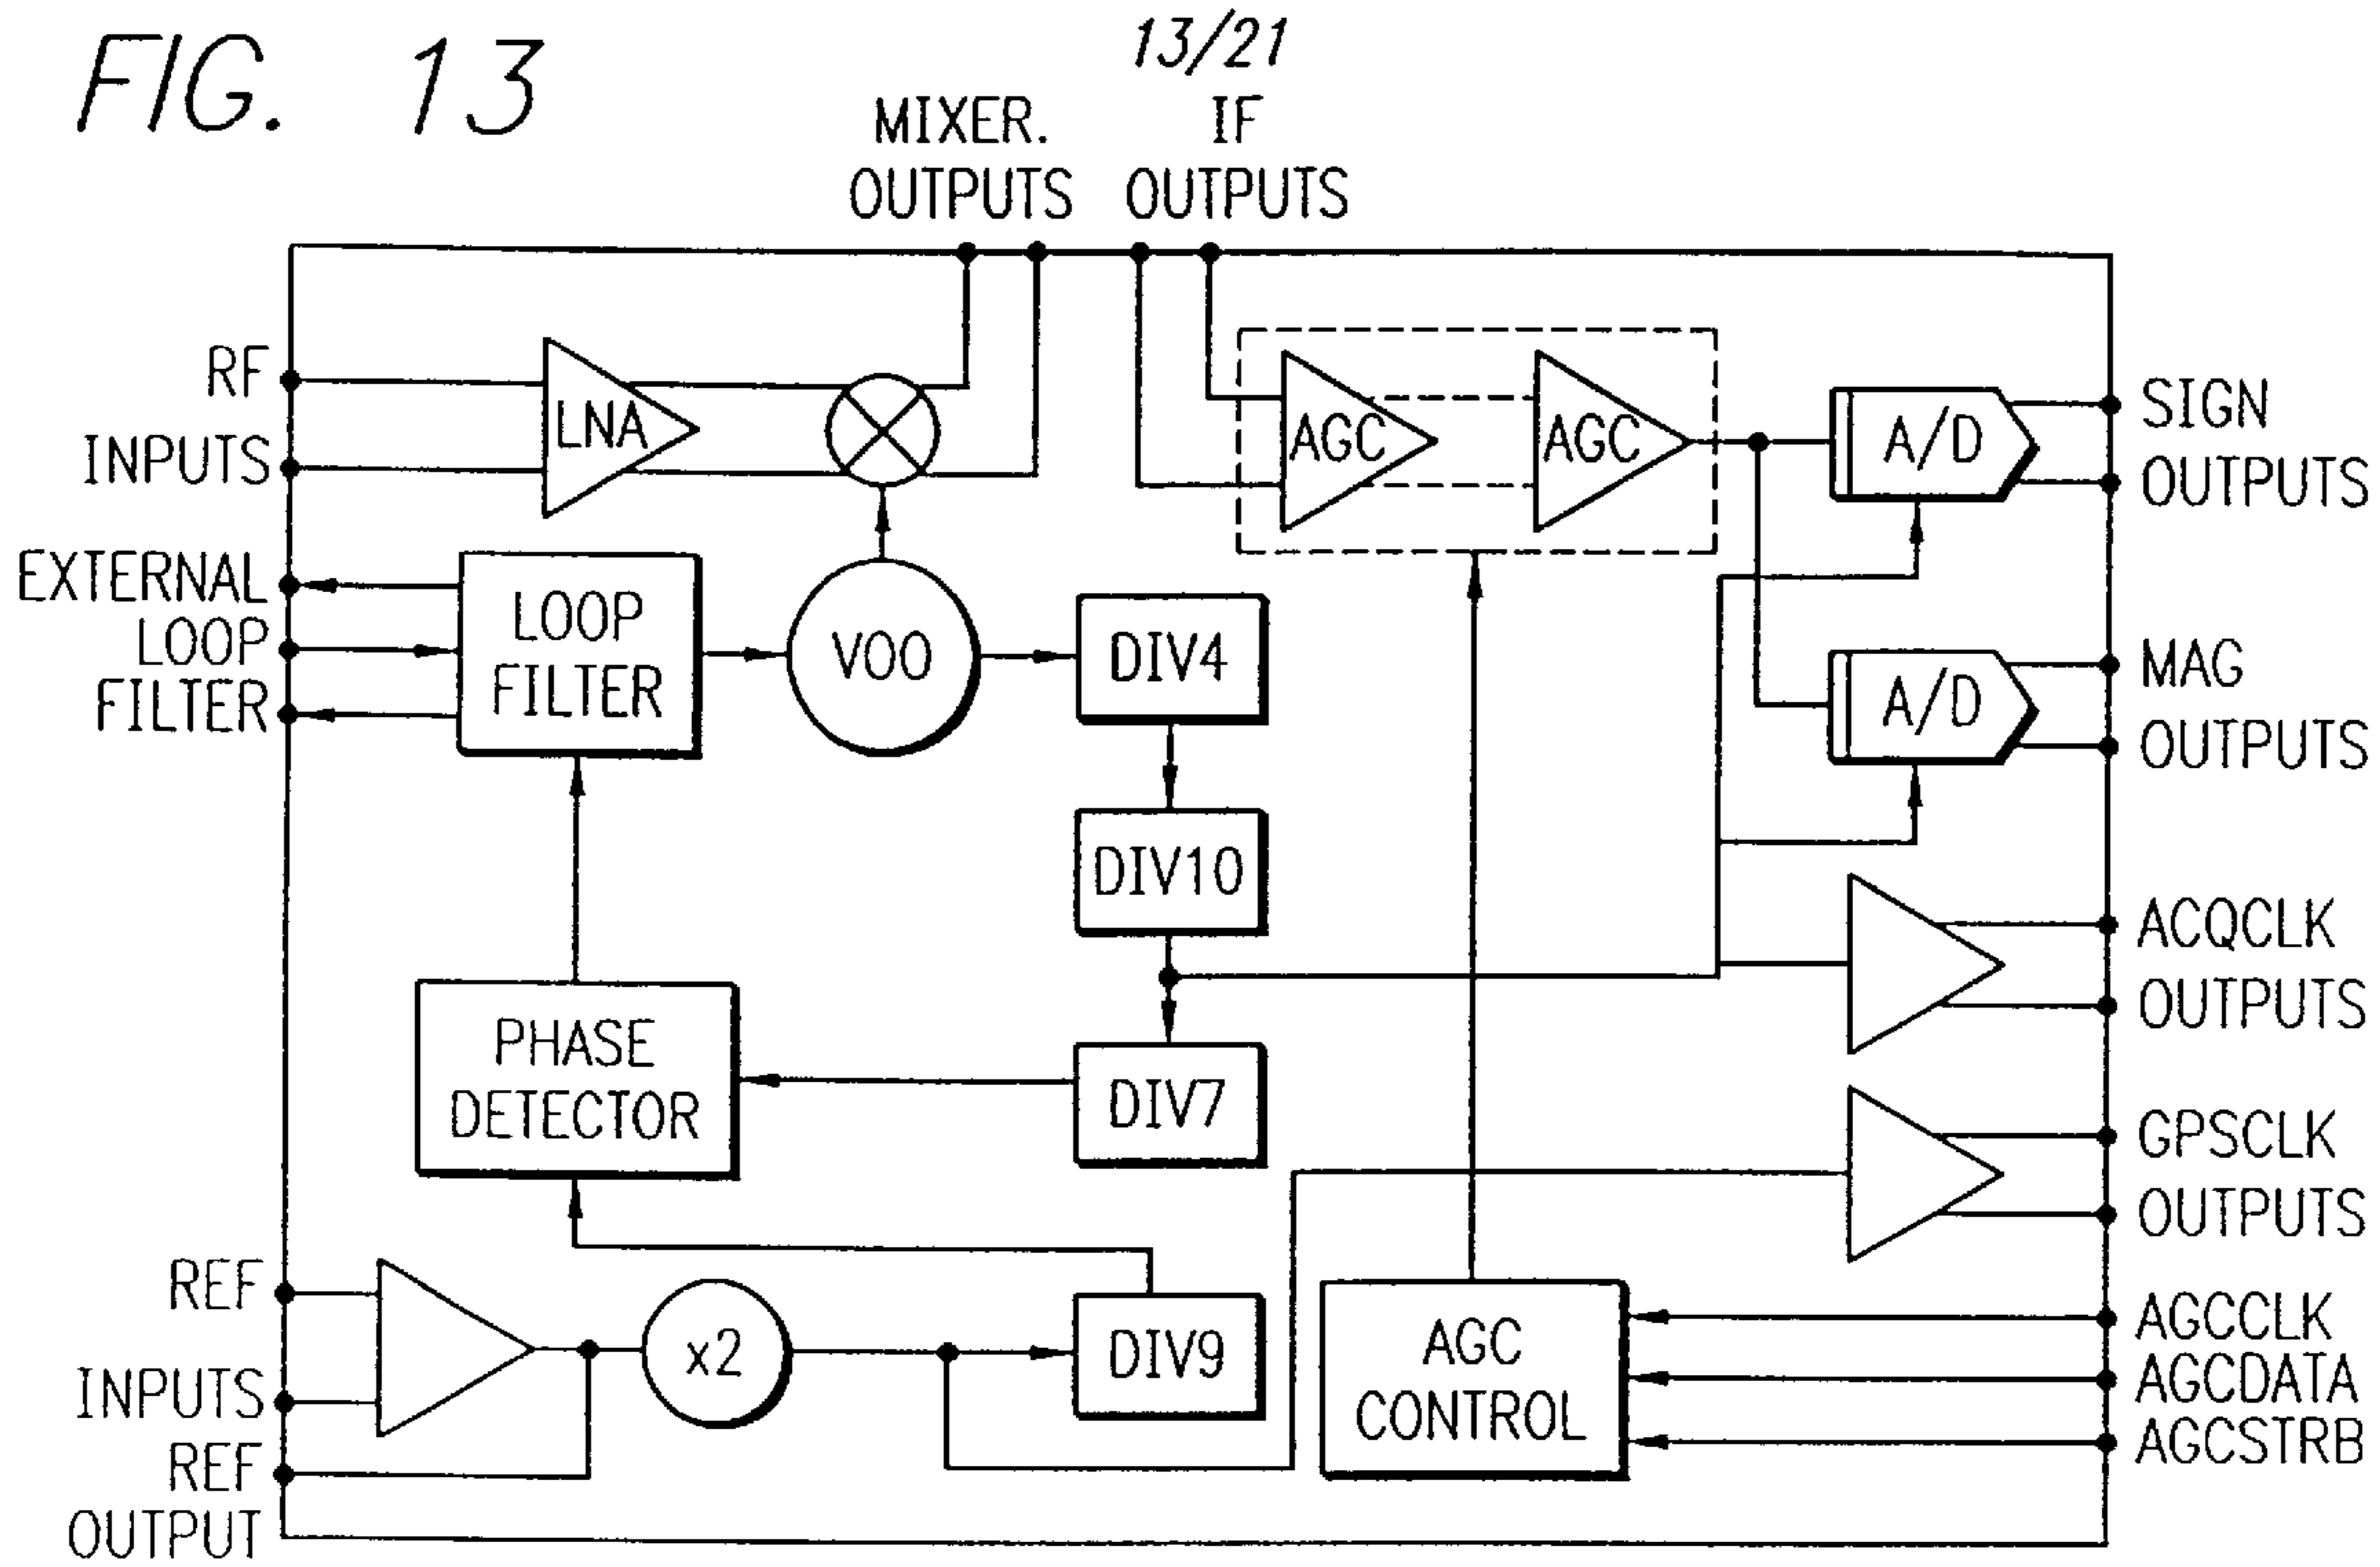 FIG. 13
13/21
MIXER.
OUTPUTS
IF
OUTPUTS
RF
INPUTS
LNA
AGC
AGC
A/D
SIGN
OUTPUTS
EXTERNAL
LOOP
FILTER
LOOP
FILTER
VOO
DIV4
A/D
MAG
OUTPUTS
DIV10
ACQCLK
OUTPUTS
PHASE
DETECTOR
DIV7
GPSCLK
OUTPUTS
REF
INPUTS
REF
OUTPUT
x2
DIV9
AGC
CONTROL
AGCCLK
AGCDATA
AGCSTRB